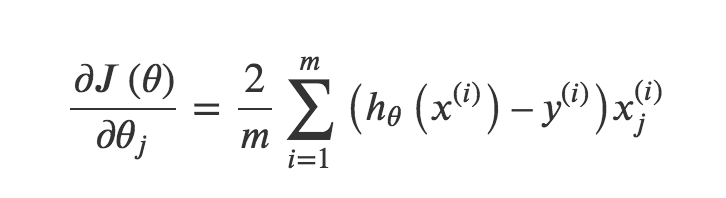 ∂J (θ) / ∂θ_j = 2/m ∑_{i=1}^{m} (h_θ (x^{(i)}) − y^{(i)}) x_j^{(i)}